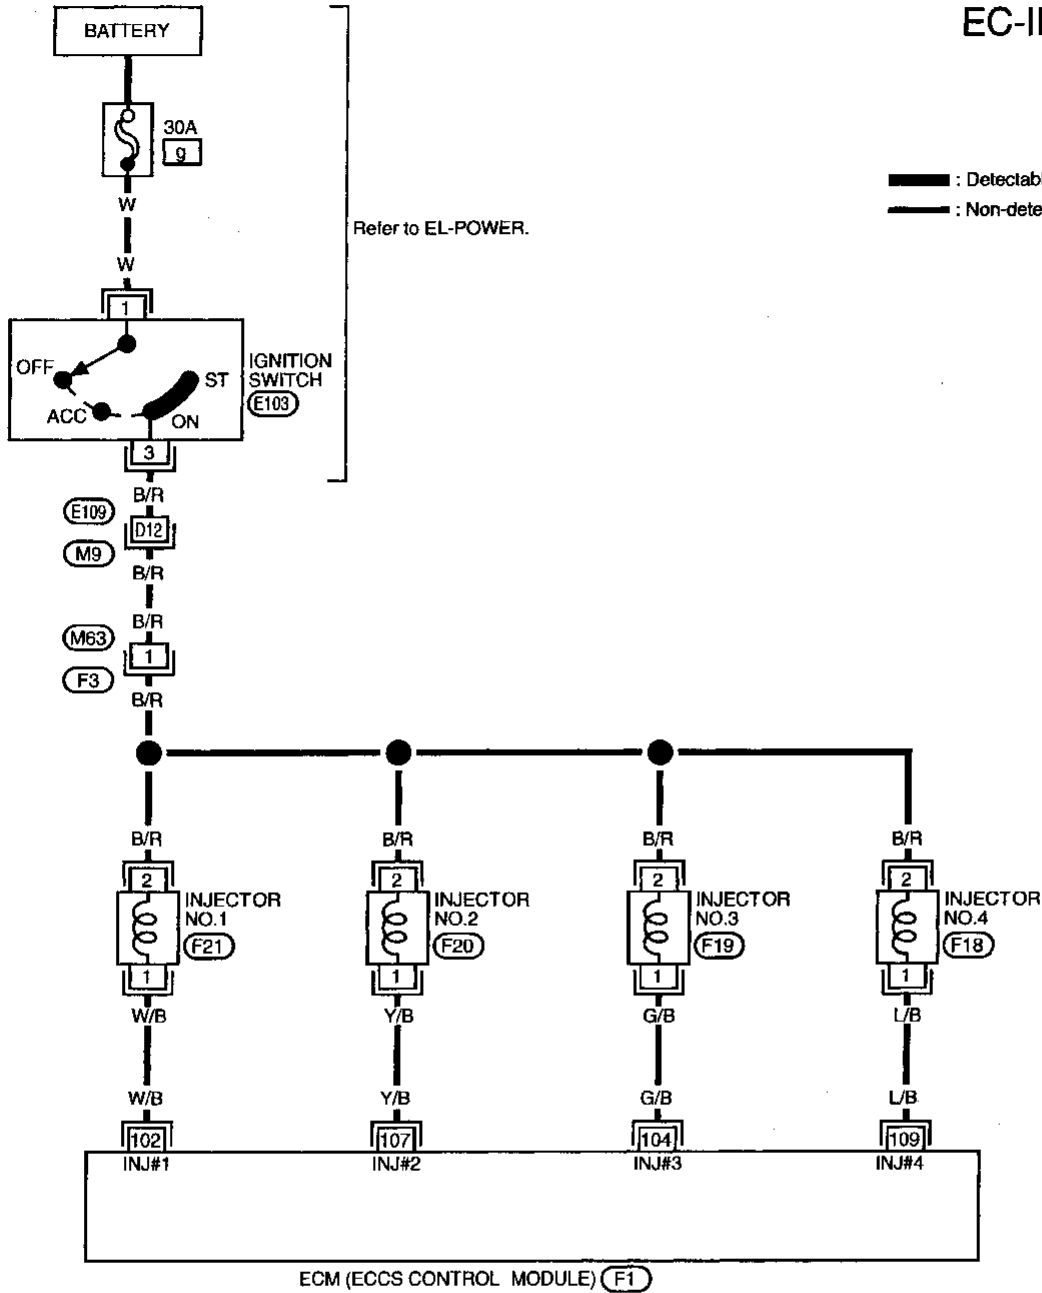 EC-I
BATTERY
30A
g
: Detectab
: Non-dete
W
Refer to EL-POWER.
W
1
OFF
ST
ACC
ON
IGNITION
SWITCH
E103
3
B/R
E109
D12
M9
B/R
B/R
M63
1
F3
B/R
B/R B/R B/R B/R
2 2 2 2
INJECTOR
NO.1
F21
INJECTOR
NO.2
F20
INJECTOR
NO.3
F19
INJECTOR
NO.4
F18
1 1 1 1
W/B Y/B G/B L/B
W/B Y/B G/B L/B
102 107 104 109
INJ#1 INJ#2 INJ#3 INJ#4
ECM (ECCS CONTROL MODULE) F1